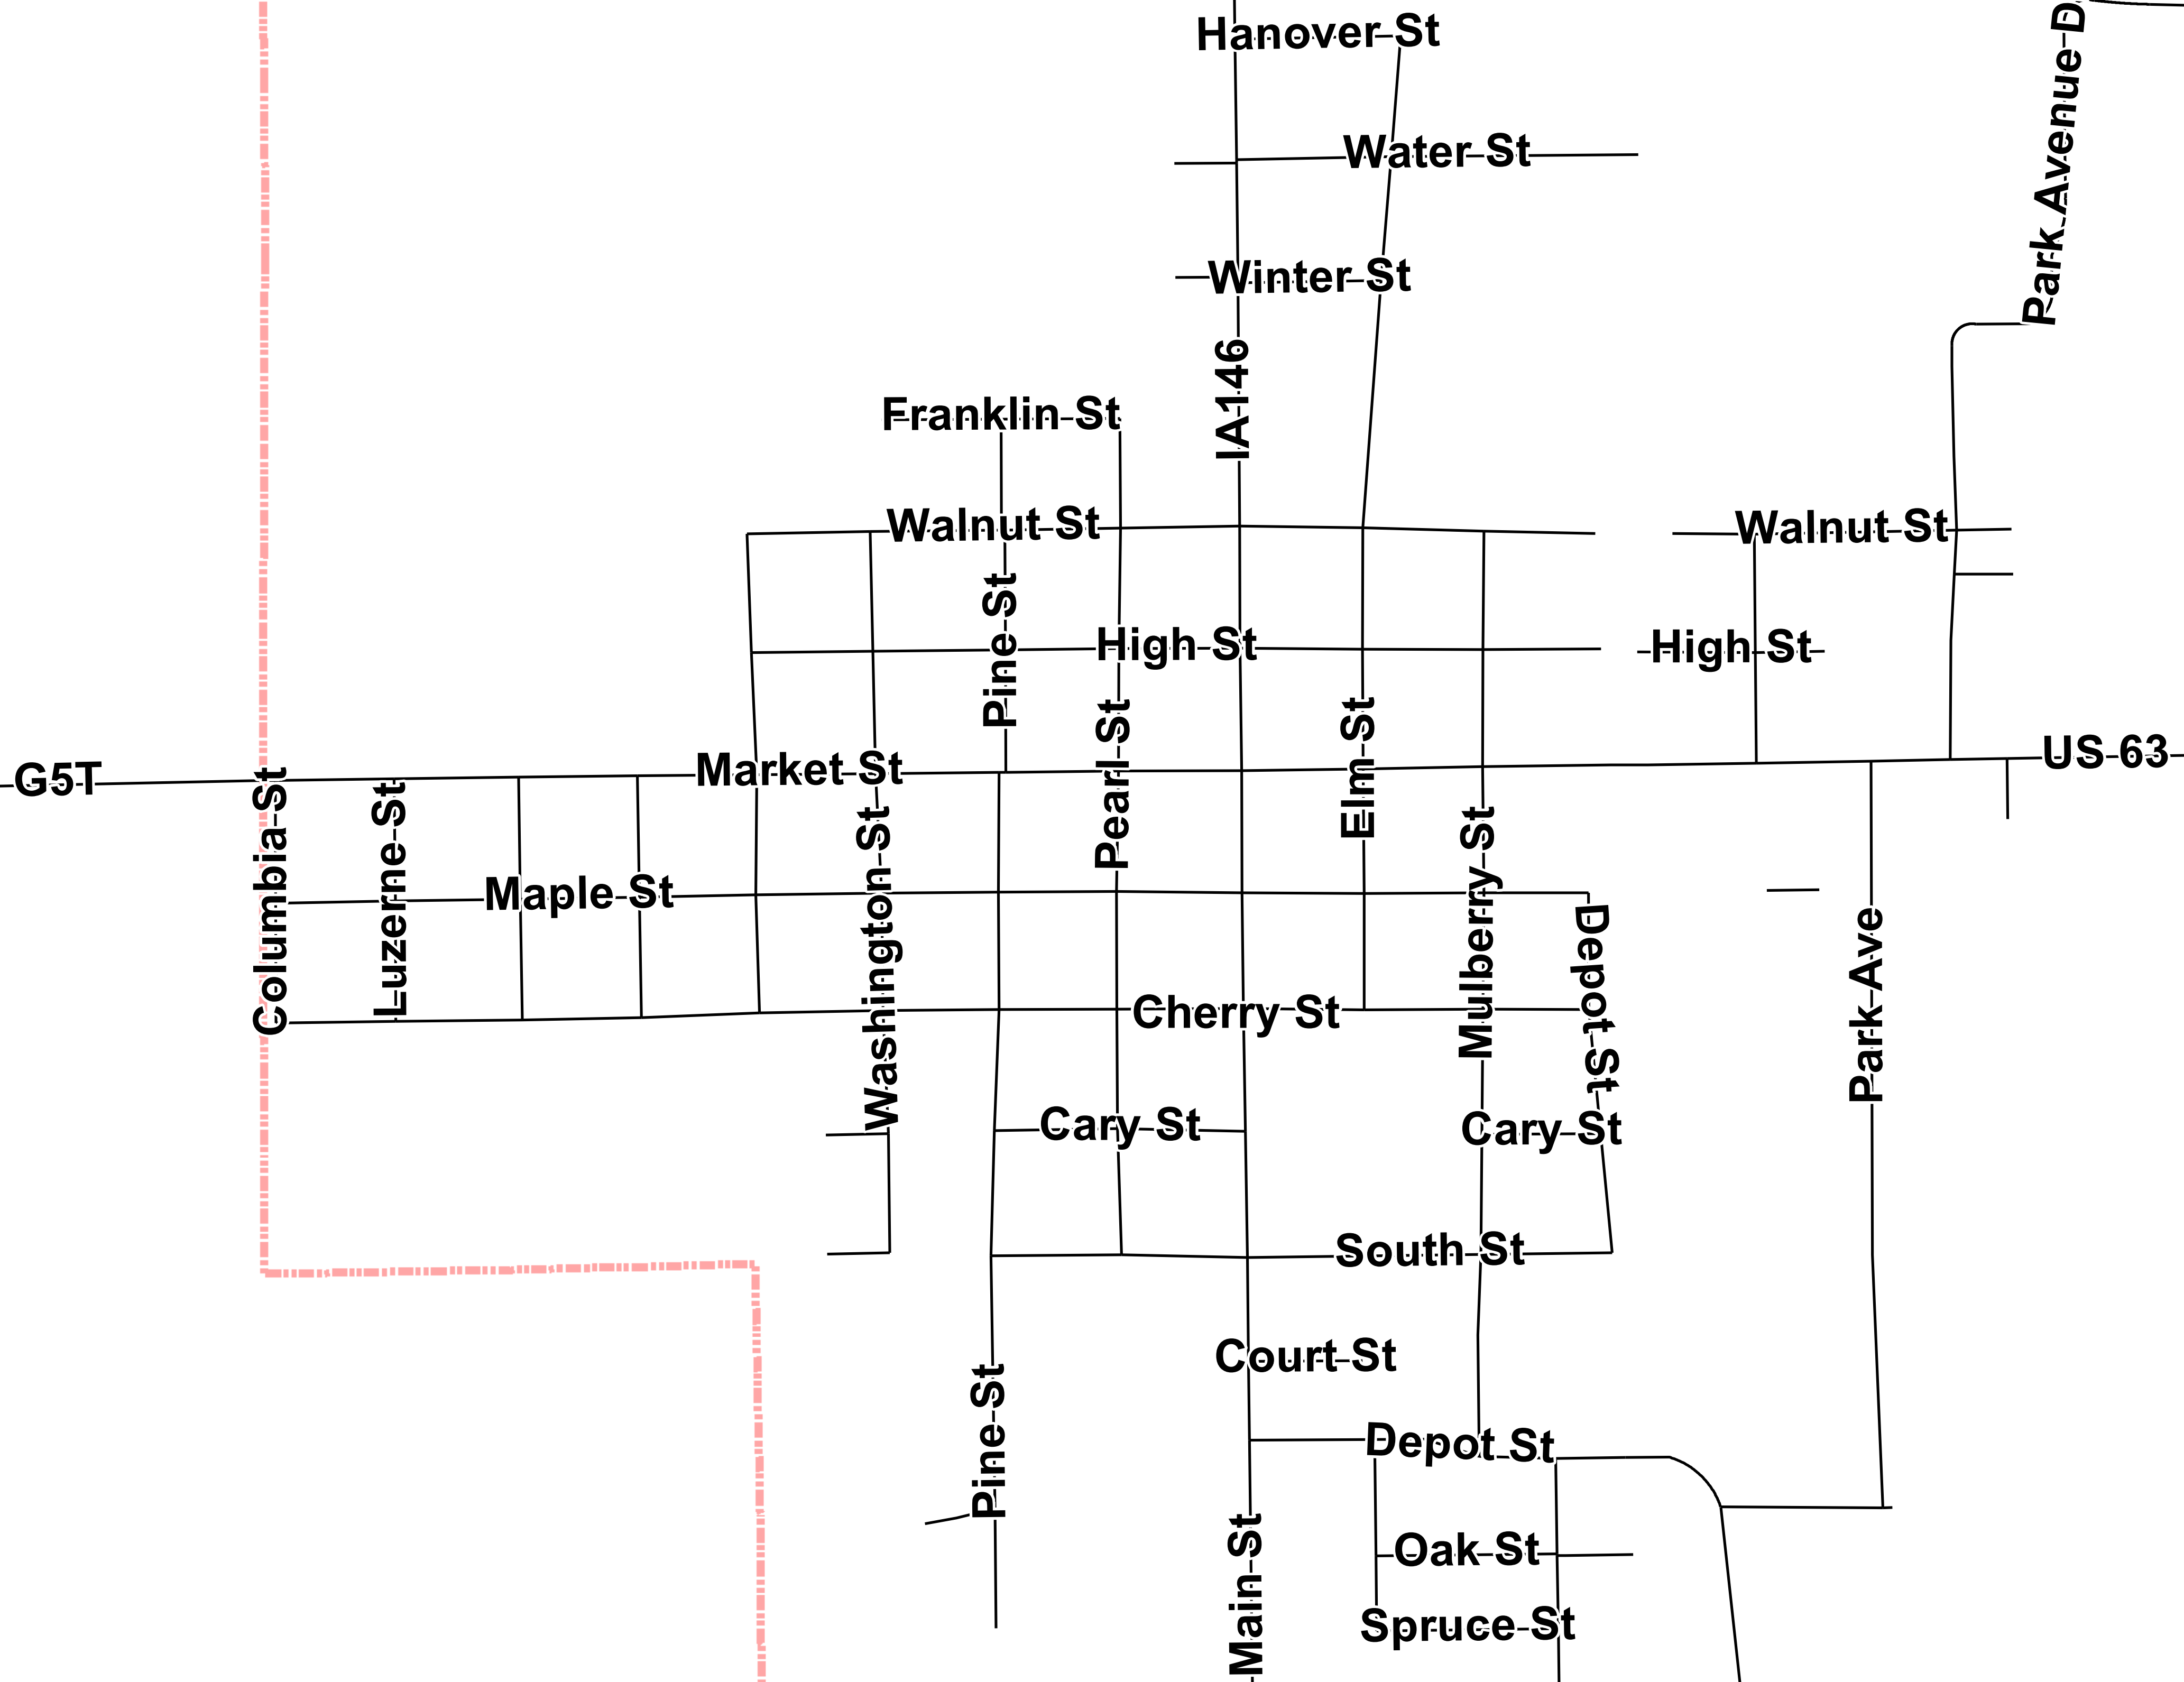 Hanover St
Park Avenue D
Water St
Winter St
IA146
Franklin St
Walnut St
Walnut St
Pine St
High St
High St
Pearl St
Elm St
Market St
US 63
G5T
Columbia St
Luzerne St
Maple St
Washington St
Mulberry St
Depot St
Park Ave
Cherry St
Cary St
Cary St
South St
Court St
Pine St
Depot St
Main St
Oak St
Spruce St